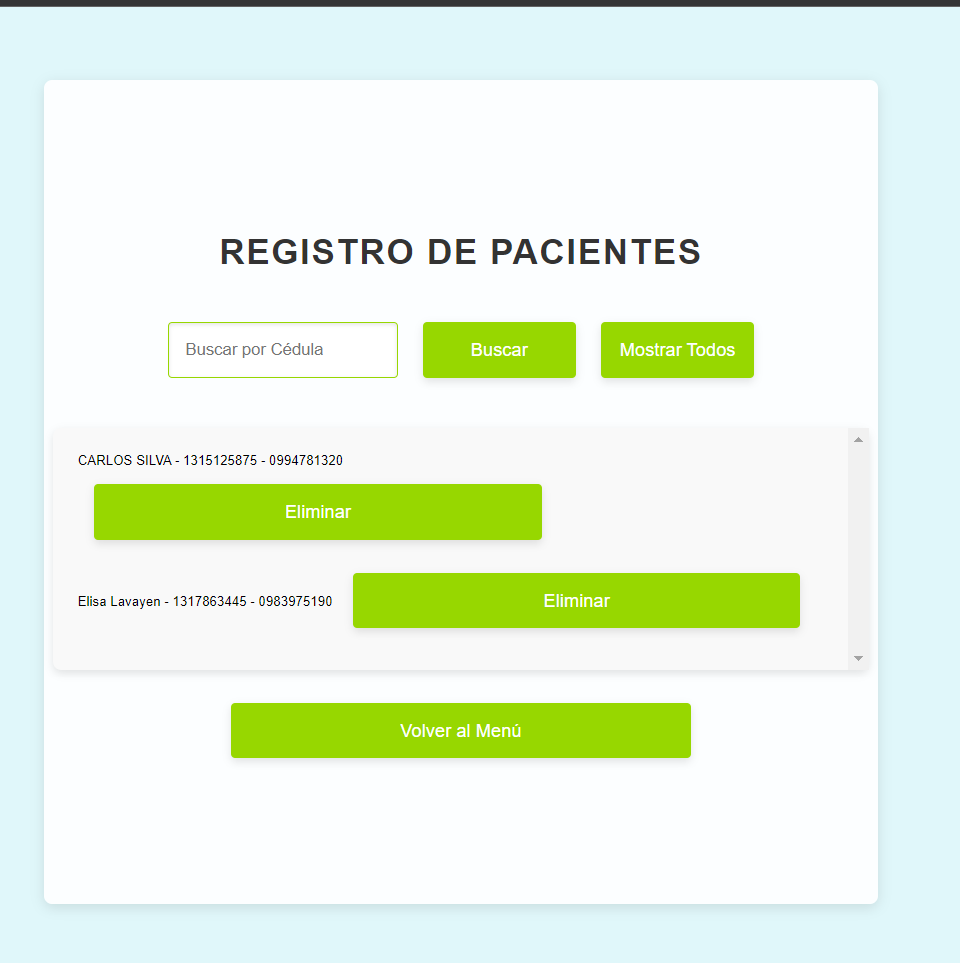 REGISTRO DE PACIENTES
Buscar por Cédula
Buscar
Mostrar Todos
CARLOS SILVA - 1315125875 - 0994781320
Eliminar
Elisa Lavayen - 1317863445 - 0983975190
Eliminar
Volver al Menú